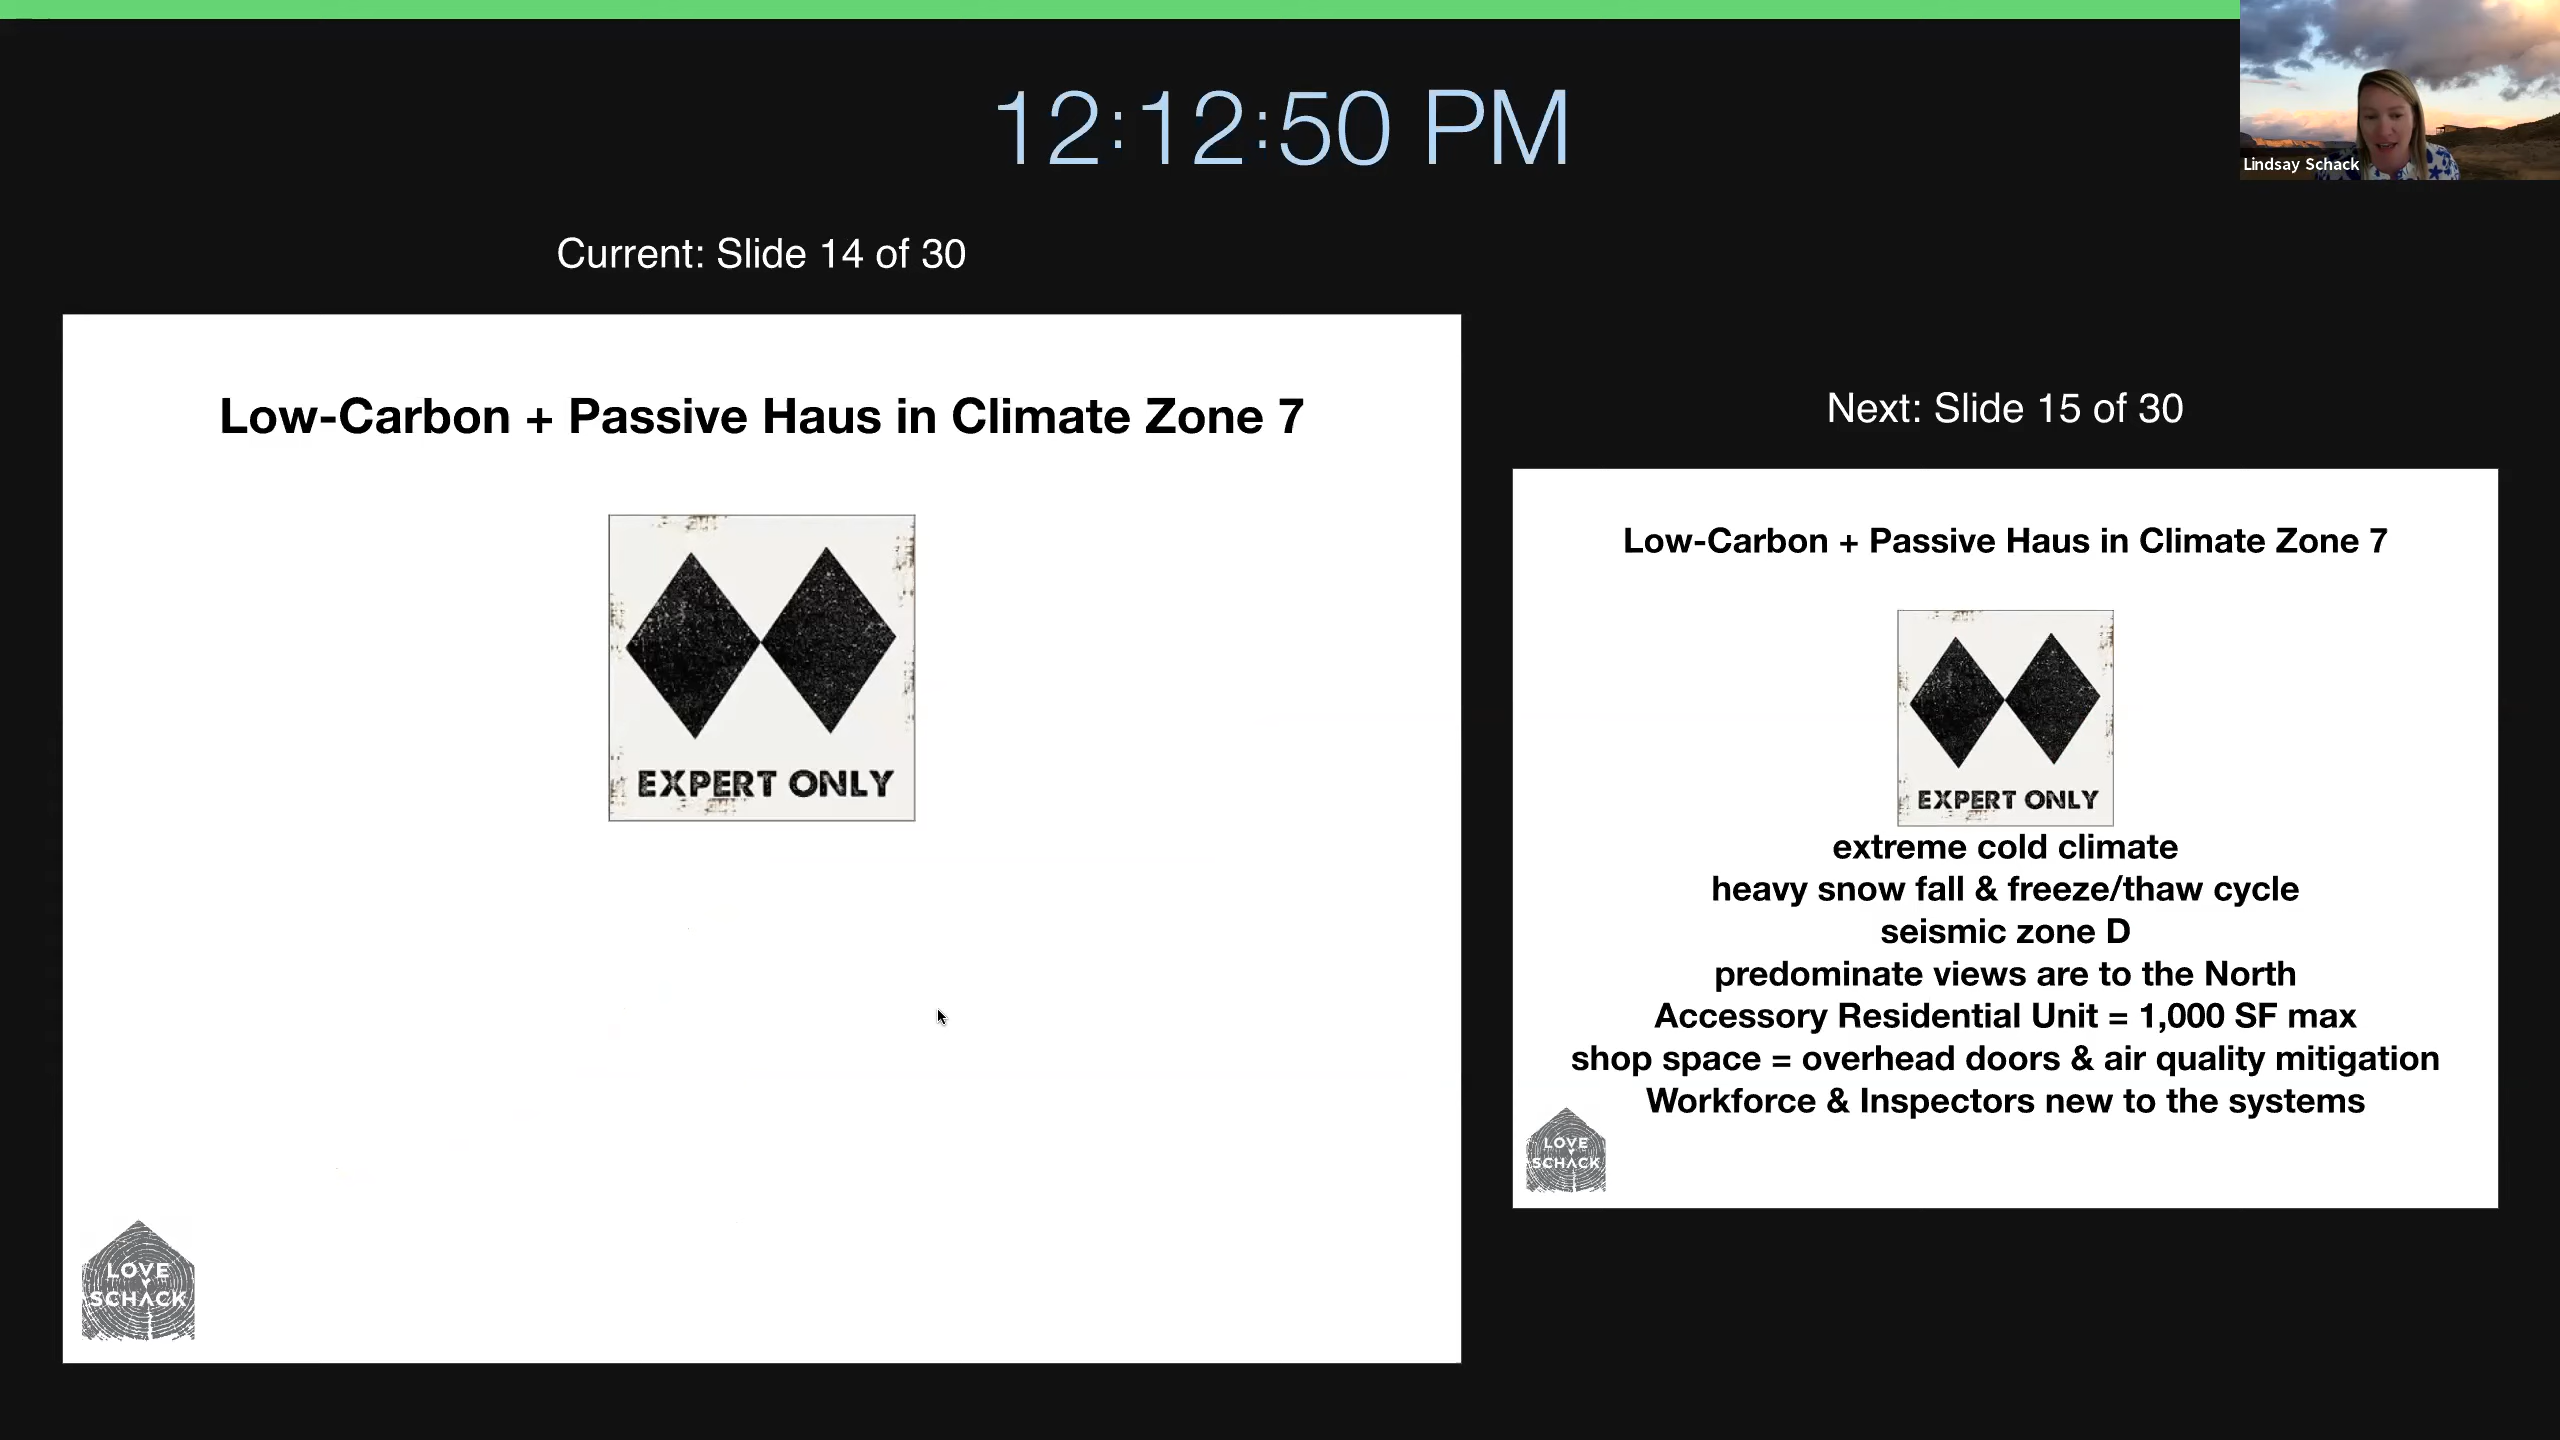 12:12:50 PM
Lindsay Schack
Current: Slide 14 of 30
Low-Carbon + Passive Haus in Climate Zone 7
EXPERT ONLY
LOVE
SCHACK
Next: Slide 15 of 30
Low-Carbon + Passive Haus in Climate Zone 7
EXPERT ONLY
extreme cold climate
heavy snow fall & freeze/thaw cycle
seismic zone D
predominate views are to the North
Accessory Residential Unit = 1,000 SF max
shop space = overhead doors & air quality mitigation
Workforce & Inspectors new to the systems
LOVE
SCHACK